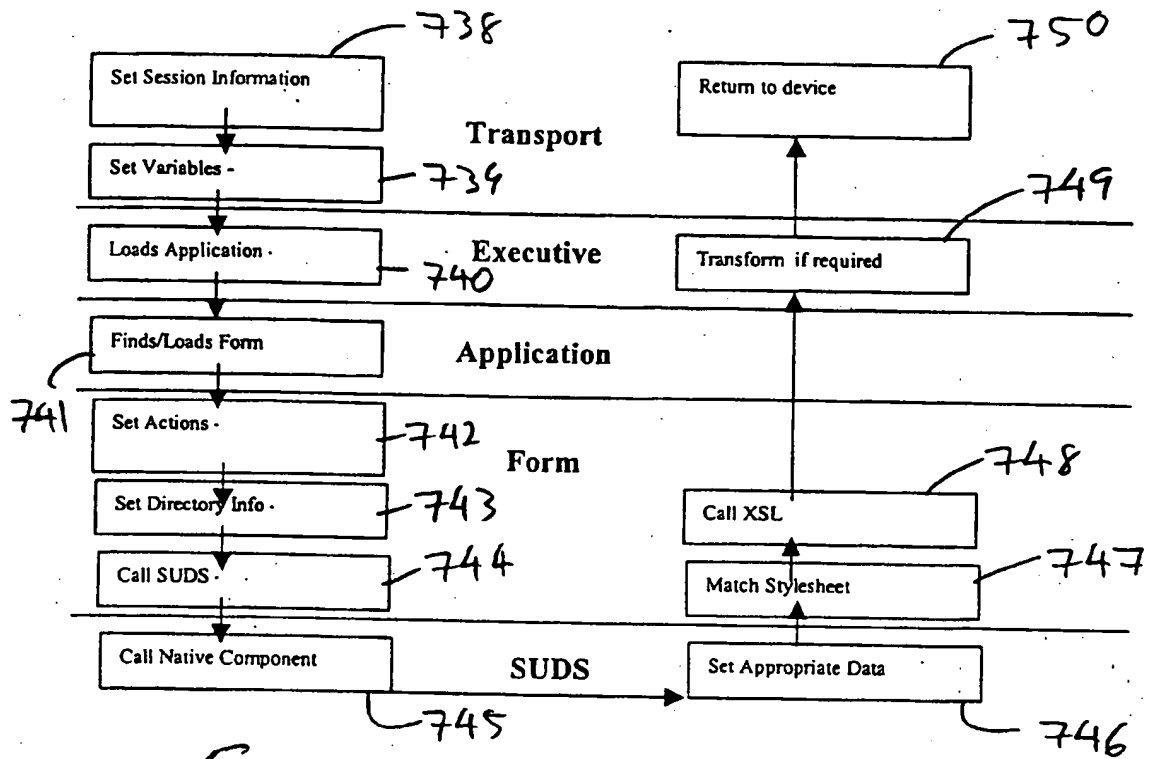 738
750
Set Session Information
Return to device
Transport
Set Variables -
739
749
Loads Application -
Executive
Transform if required
740
Finds/Loads Form
Application
741
Set Actions -
742
Form
748
Set Directory Info -
743
Call XSL
Call SUDS -
744
Match Stylesheet
747
Call Native Component
SUDS
Set Appropriate Data
745
746